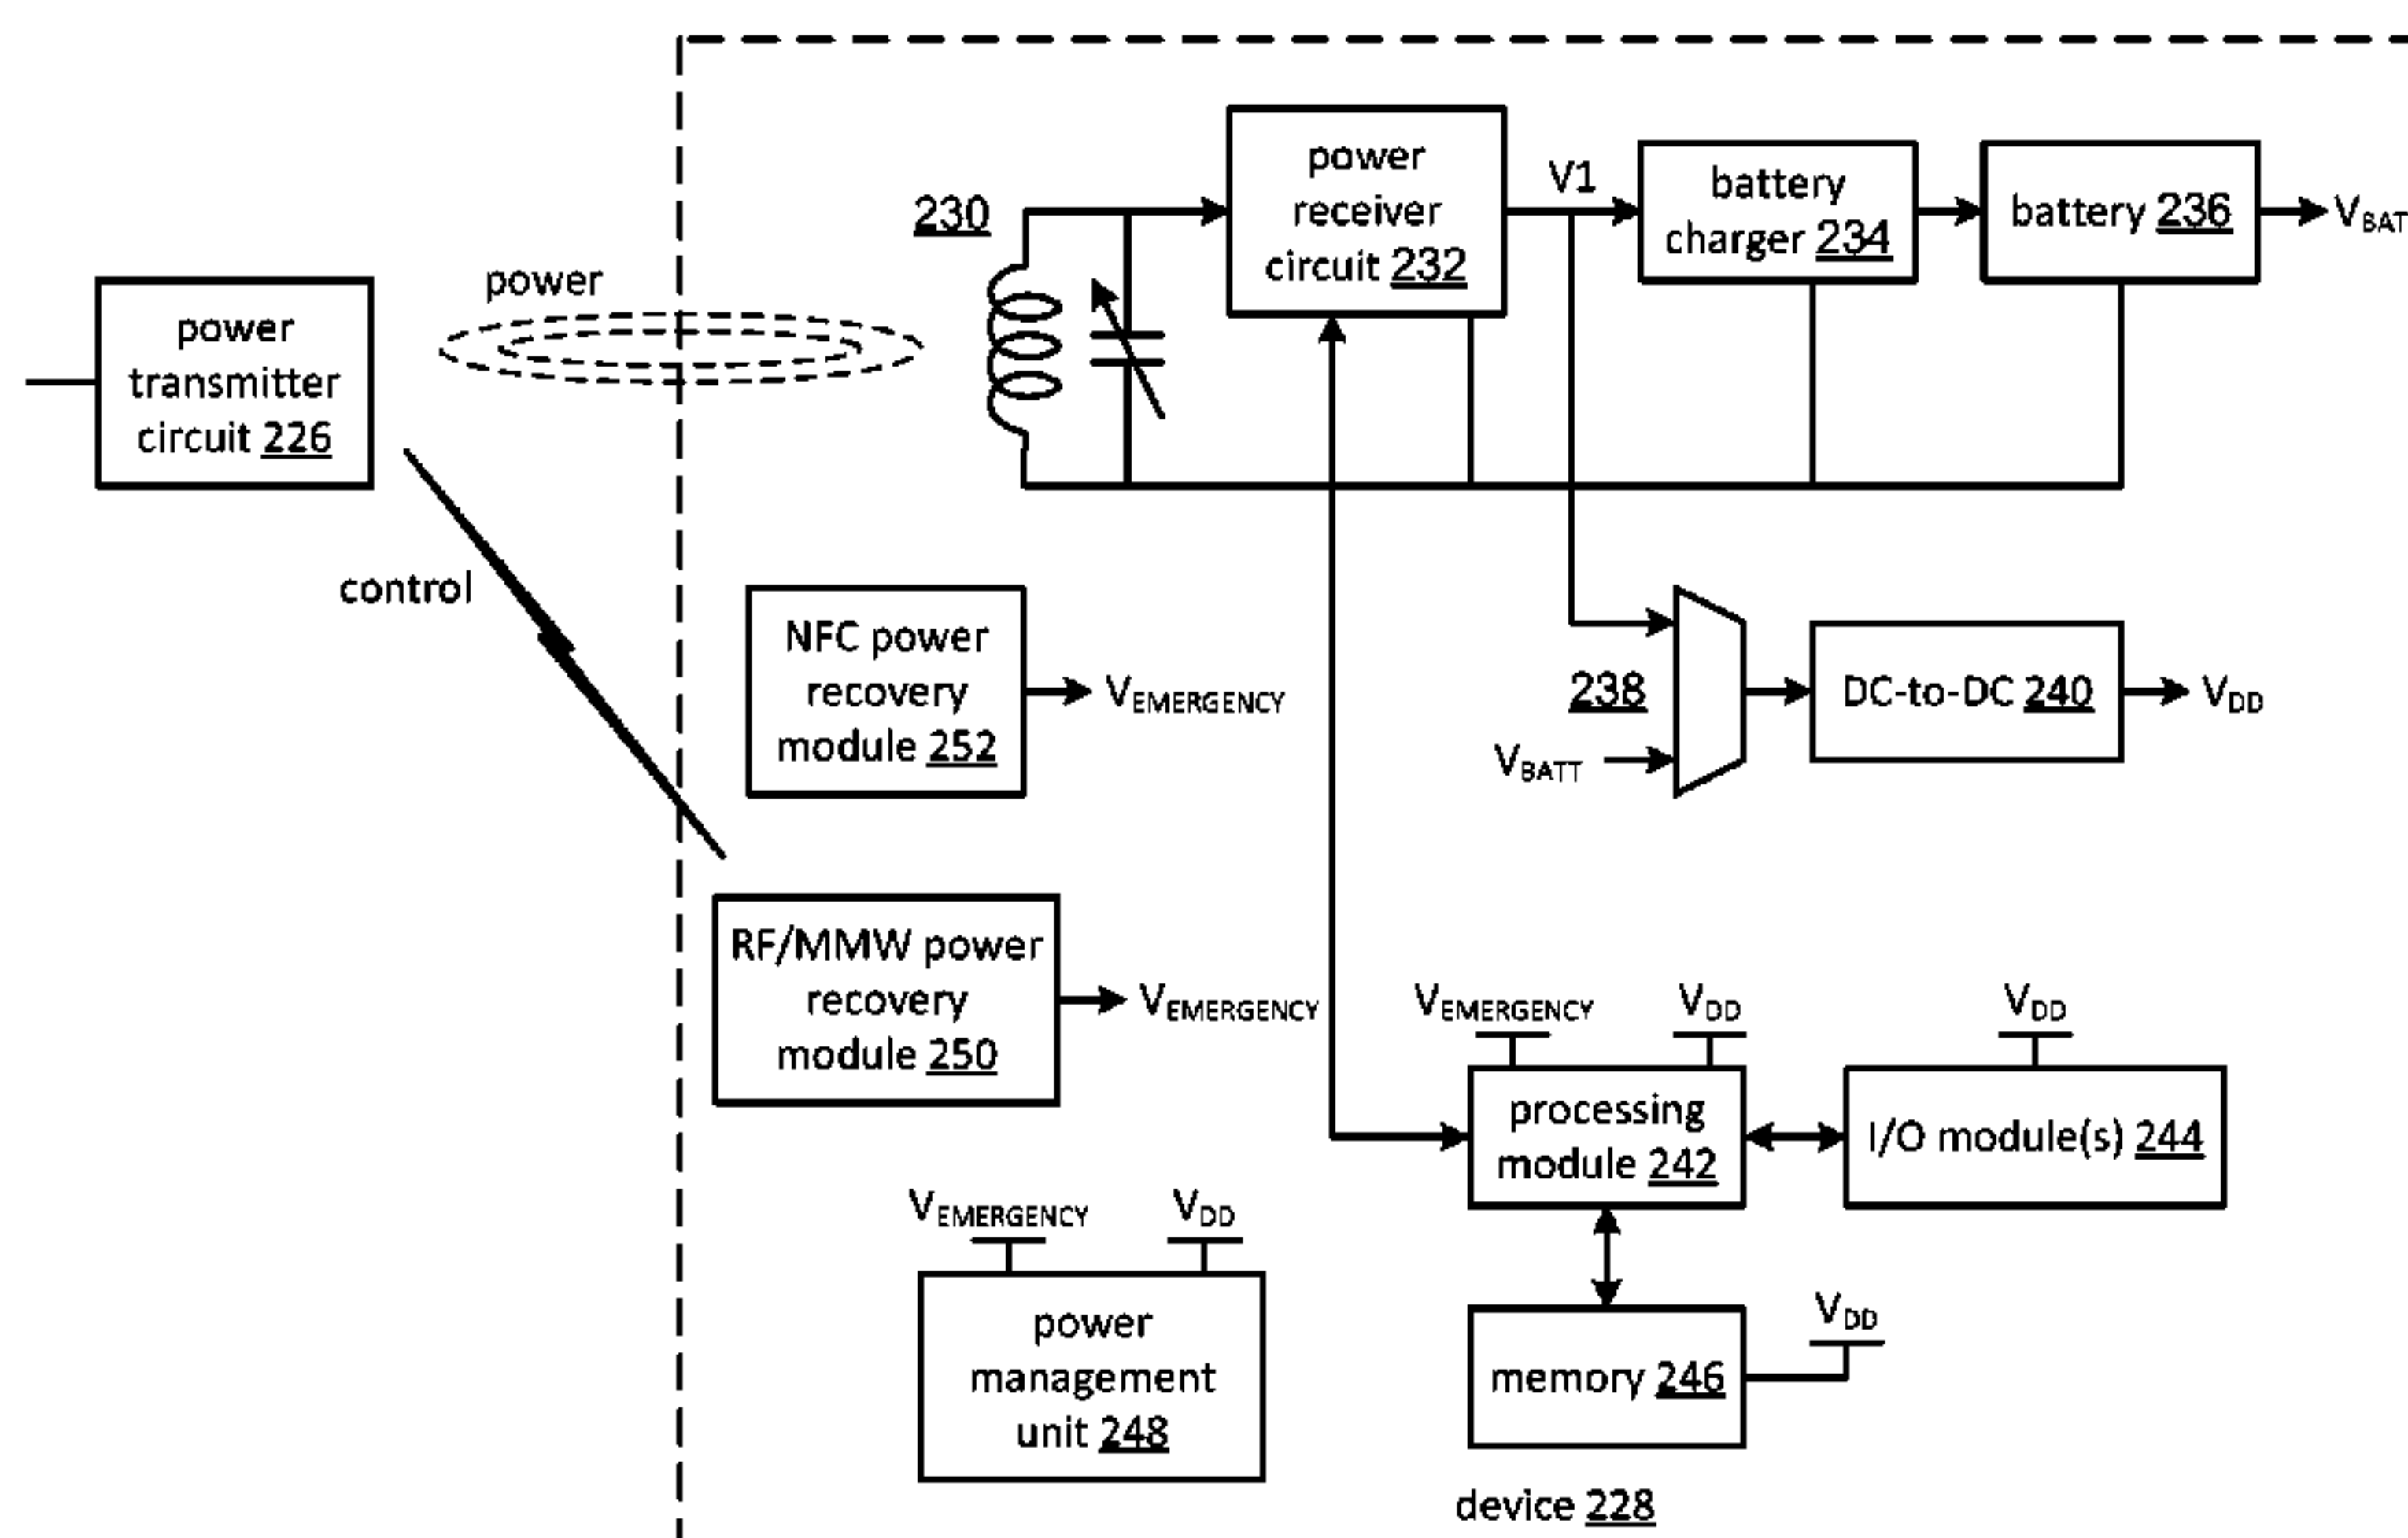 power
transmitter
circuit 226
power
control
230
power
receiver
circuit 232
V1
battery
charger 234
battery 236
VBAT
NFC power
recovery
module 252
VEMERGENCY
238
VBATT
DC-to-DC 240
VDD
RF/MMW power
recovery
module 250
VEMERGENCY
VEMERGENCY
VDD
processing
module 242
VDD
I/O module(s) 244
VEMERGENCY
VDD
power
management
unit 248
memory 246
VDD
device 228